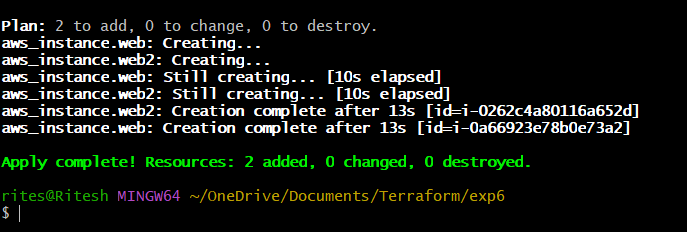 Plan: 2 to add, 0 to change, 0 to destroy.
aws_instance.web: Creating...
aws_instance.web2: Creating...
aws_instance.web: Still creating... [10s elapsed]
aws_instance.web2: Still creating... [10s elapsed]
aws_instance.web2: Creation complete after 13s [id=i-0262c4a80116a652d]
aws_instance.web: Creation complete after 13s [id=i-0a66923e78b0e73a2]
Apply complete! Resources: 2 added, 0 changed, 0 destroyed.
rites@Ritesh MINGW64 ~/OneDrive/Documents/Terraform/exp6
$